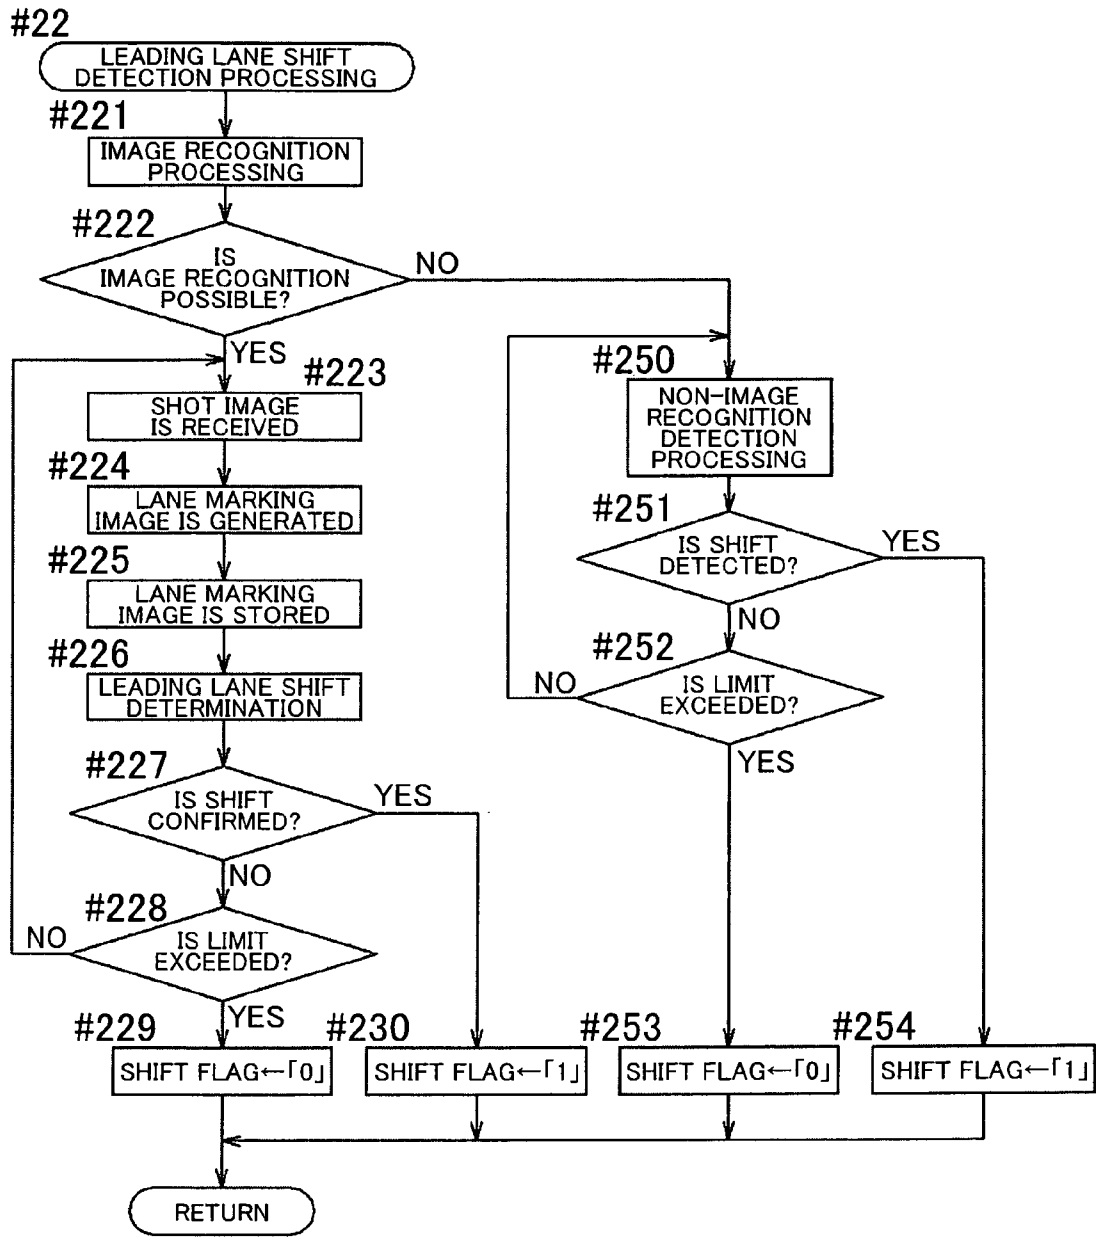 #22
LEADING LANE SHIFT
DETECTION PROCESSING
#221
IMAGE RECOGNITION
PROCESSING
#222
IS
IMAGE RECOGNITION
POSSIBLE?
NO
YES
#223
SHOT IMAGE
IS RECEIVED
#224
LANE MARKING
IMAGE IS GENERATED
#225
LANE MARKING
IMAGE IS STORED
#226
LEADING LANE SHIFT
DETERMINATION
#227
IS SHIFT
CONFIRMED?
YES
NO
#228
IS LIMIT
EXCEEDED?
NO
YES
#229
SHIFT FLAG←「0」
#230
SHIFT FLAG←「1」
#250
NON-IMAGE
RECOGNITION
DETECTION
PROCESSING
#251
IS SHIFT
DETECTED?
YES
NO
#252
IS LIMIT
EXCEEDED?
NO
YES
#253
SHIFT FLAG←「0」
#254
SHIFT FLAG←「1」
RETURN